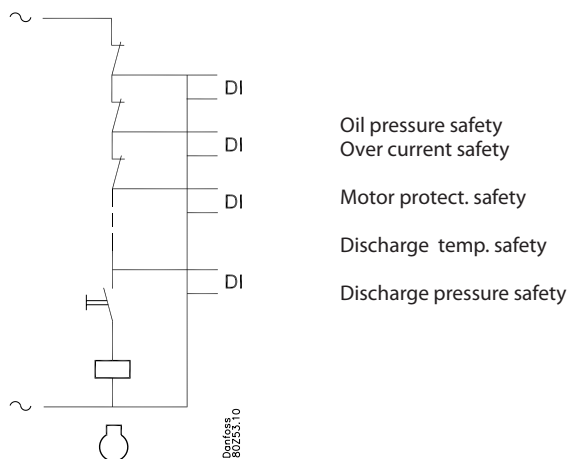 DI
DI
DI
DI
Oil pressure safety
Over current safety
Motor protect. safety
Discharge temp. safety
Discharge pressure safety
Danfoss
80Z53.10